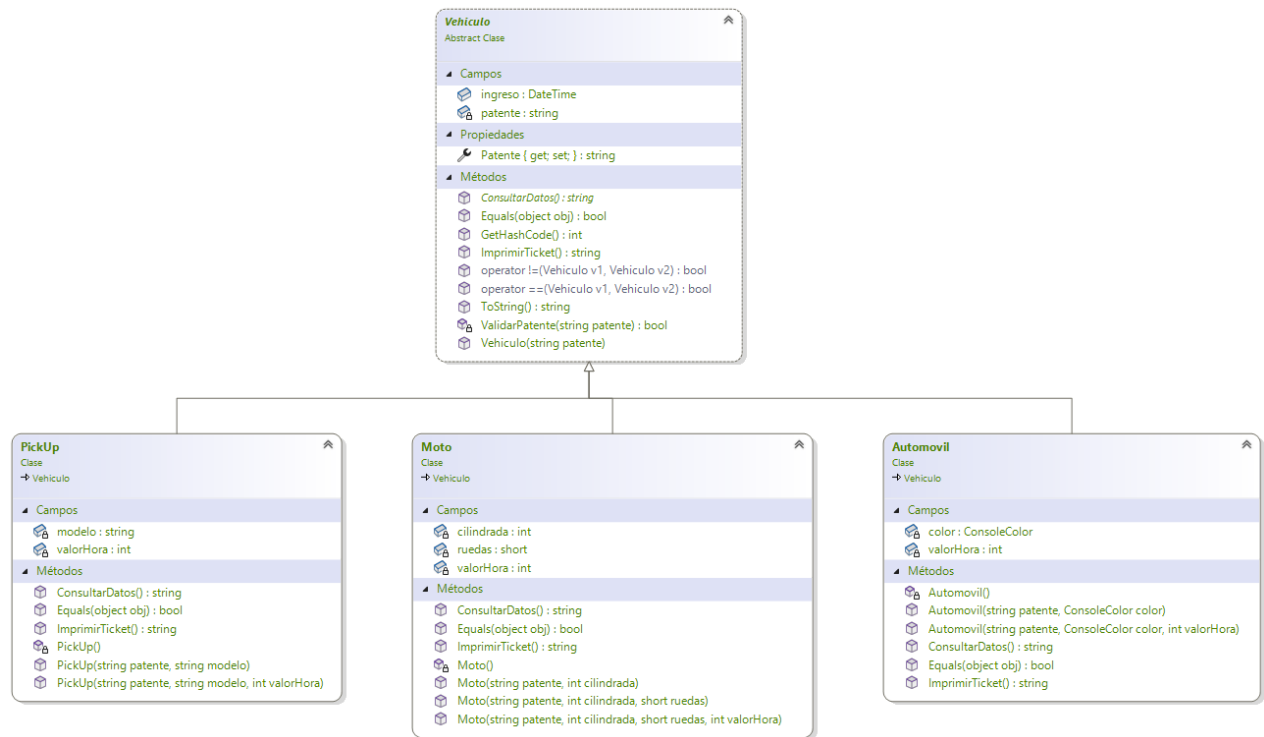 Vehiculo
Abstract Clase
Campos
ingreso : DateTime
patente : string
Propiedades
Patente { get; set; } : string
Métodos
ConsultarDatos() : string
Equals(object obj) : bool
GetHashCode() : int
ImprimirTicket() : string
operator !=(Vehiculo v1, Vehiculo v2) : bool
operator ==(Vehiculo v1, Vehiculo v2) : bool
ToString() : string
ValidarPatente(string patente) : bool
Vehiculo(string patente)
PickUp
Clase
Vehiculo
Campos
modelo : string
valorHora : int
Métodos
ConsultarDatos() : string
Equals(object obj) : bool
ImprimirTicket() : string
PickUp()
PickUp(string patente, string modelo)
PickUp(string patente, string modelo, int valorHora)
Moto
Clase
Vehiculo
Campos
cilindrada : int
ruedas : short
valorHora : int
Métodos
ConsultarDatos() : string
Equals(object obj) : bool
ImprimirTicket() : string
Moto()
Moto(string patente, int cilindrada)
Moto(string patente, int cilindrada, short ruedas)
Moto(string patente, int cilindrada, short ruedas, int valorHora)
Automovil
Clase
Vehiculo
Campos
color : ConsoleColor
valorHora : int
Métodos
Automovil()
Automovil(string patente, ConsoleColor color)
Automovil(string patente, ConsoleColor color, int valorHora)
ConsultarDatos() : string
Equals(object obj) : bool
ImprimirTicket() : string